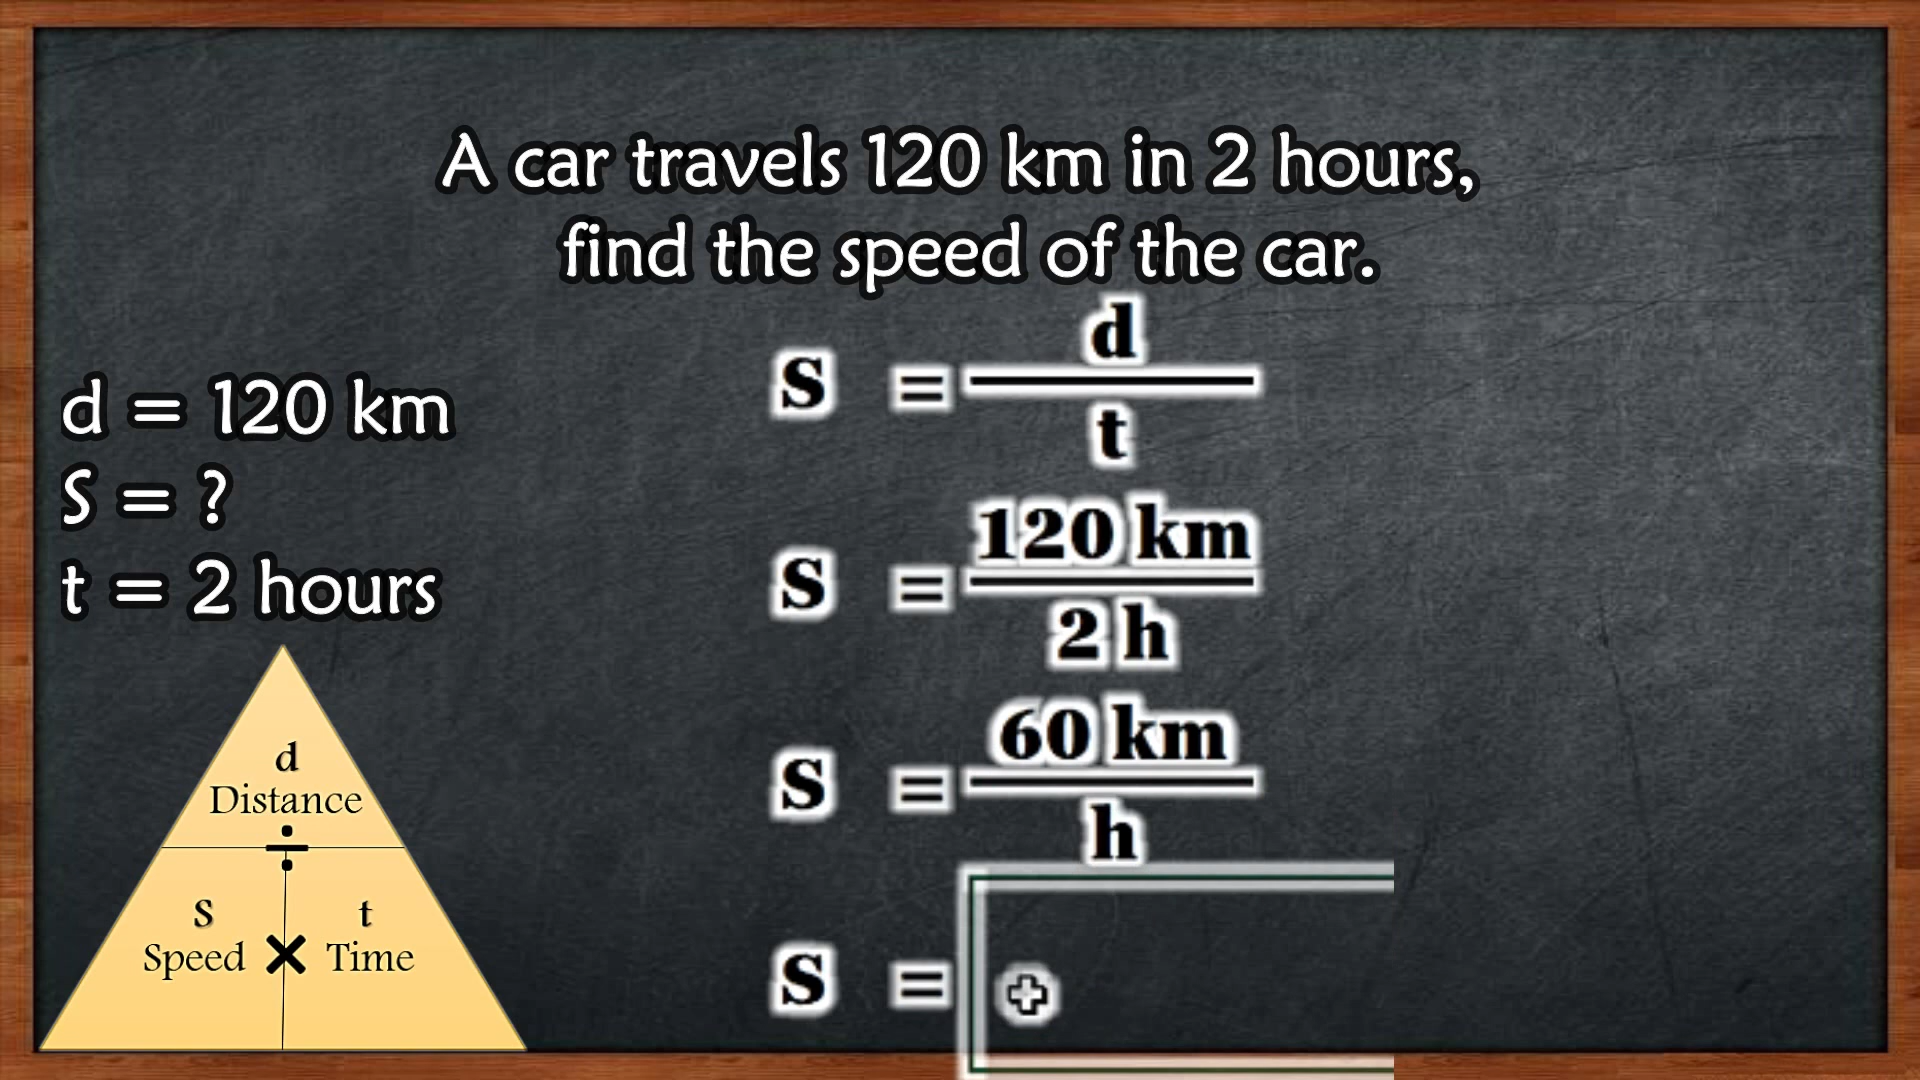 A car travels 120 km in 2 hours,
find the speed of the car.
d = 120 km
S = ?
t = 2 hours
S = d
t
S = 120 km
2 h
S = 60 km
h
S =
d
Distance
÷
S t
Speed × Time